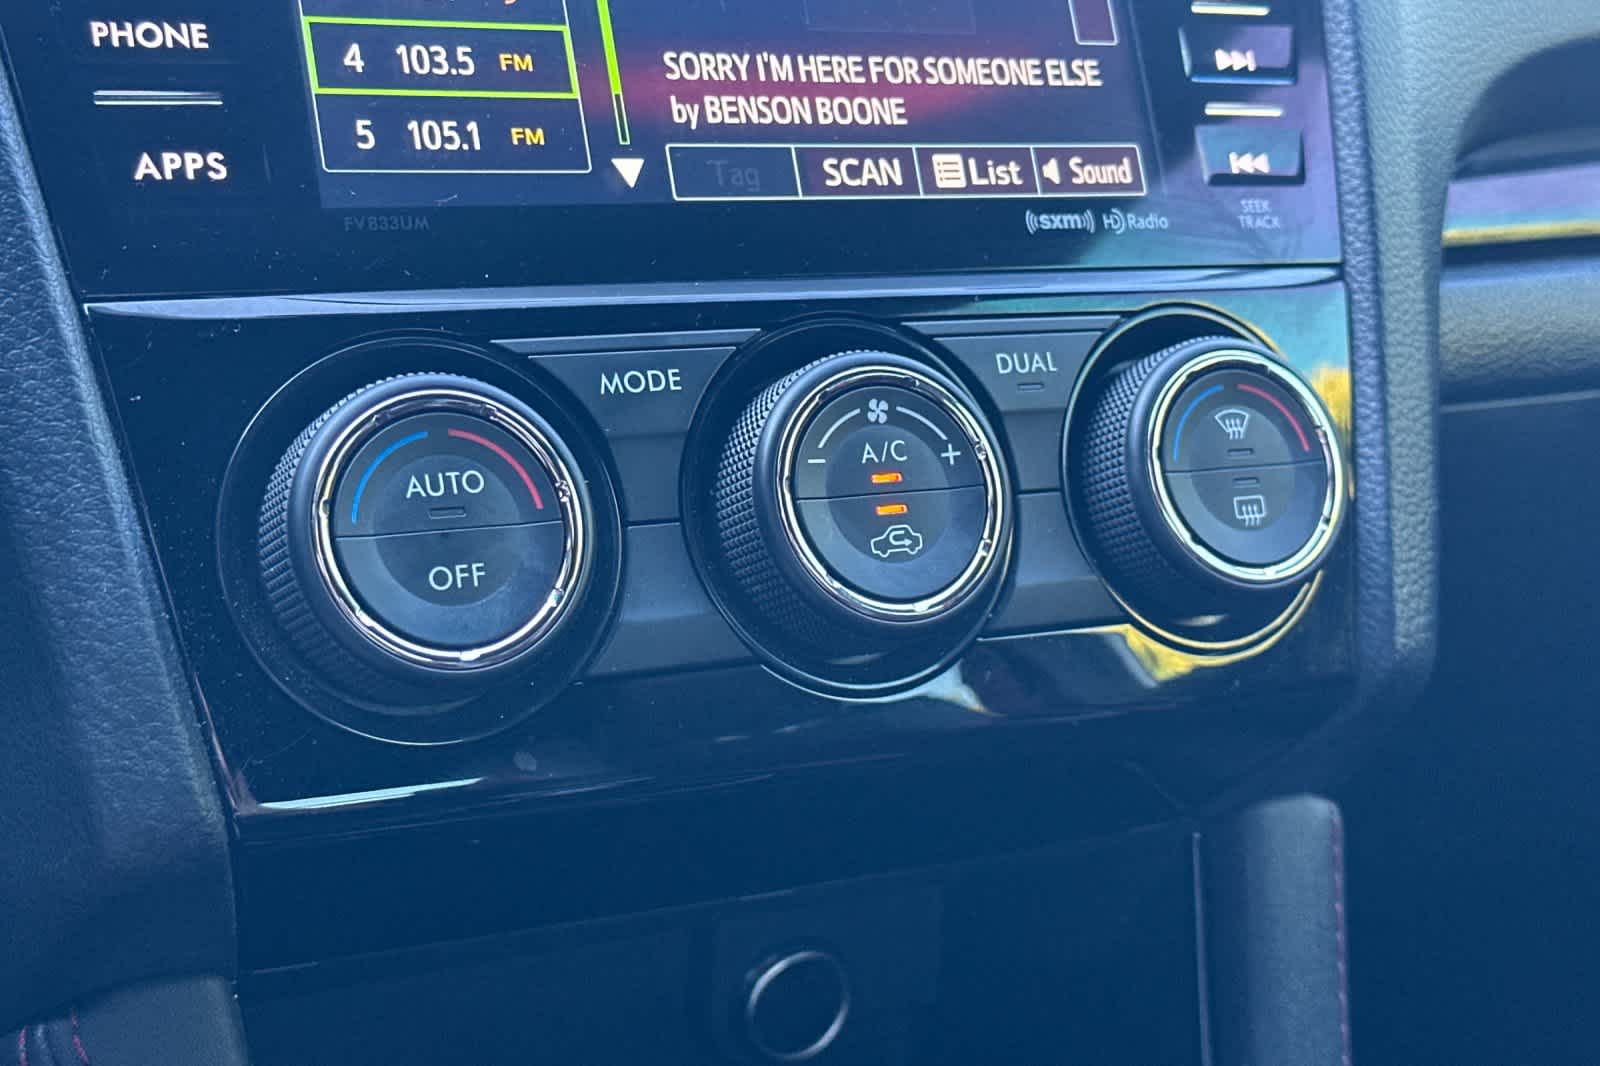 PHONE
APPS
4 103.5 FM
5 105.1 FM
SORRY I'M HERE FOR SOMEONE ELSE
by BENSON BOONE
Tag SCAN List Sound
FV833UM
((sxm)) HD Radio
SEEK
TRACK
MODE
DUAL
AUTO
OFF
A/C
- +